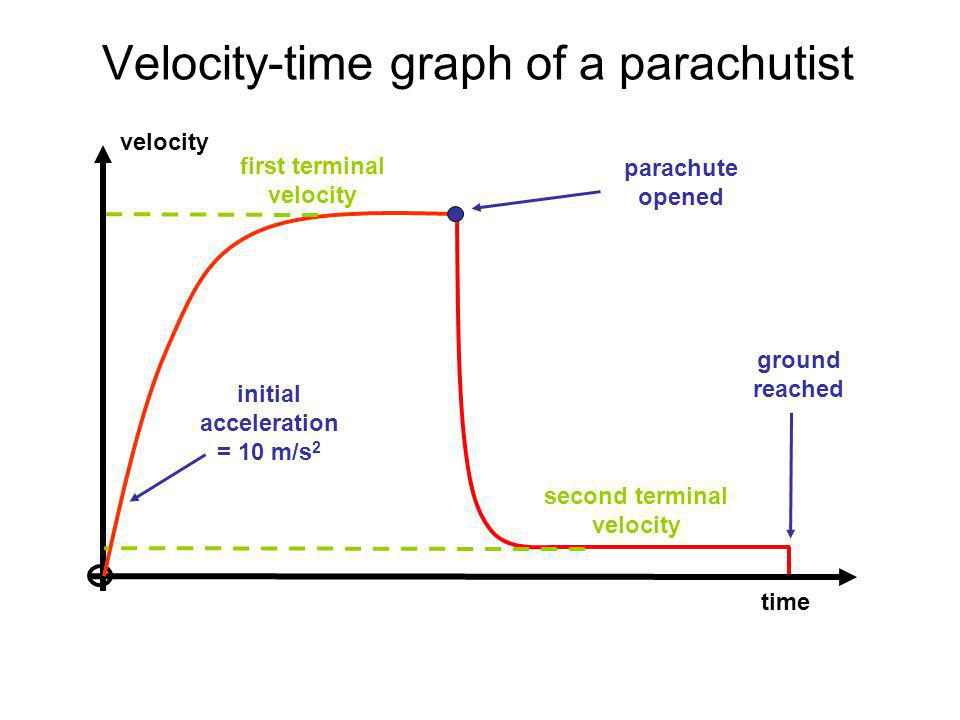 Velocity-time graph of a parachutist
velocity
first terminal
velocity
parachute
opened
ground
reached
initial
acceleration
= 10 m/s²
second terminal
velocity
time